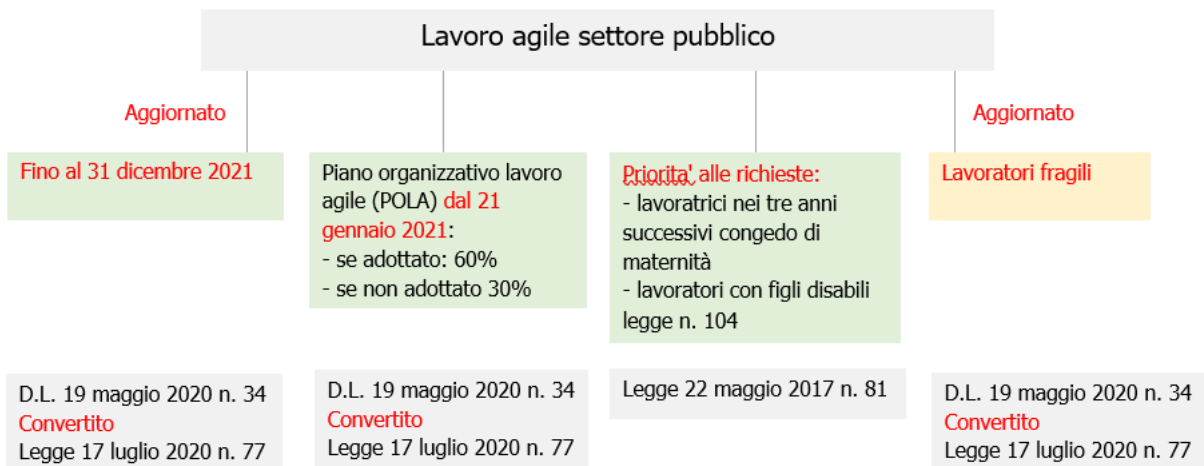 Lavoro agile settore pubblico
Aggiornato
Aggiornato
Fino al 31 dicembre 2021
Piano organizzativo lavoro
agile (POLA) dal 21
gennaio 2021:
- se adottato: 60%
- se non adottato 30%
Priorita' alle richieste:
- lavoratrici nei tre anni
successivi congedo di
maternità
- lavoratori con figli disabili
legge n. 104
Lavoratori fragili
D.L. 19 maggio 2020 n. 34
Convertito
Legge 17 luglio 2020 n. 77
D.L. 19 maggio 2020 n. 34
Convertito
Legge 17 luglio 2020 n. 77
Legge 22 maggio 2017 n. 81
D.L. 19 maggio 2020 n. 34
Convertito
Legge 17 luglio 2020 n. 77